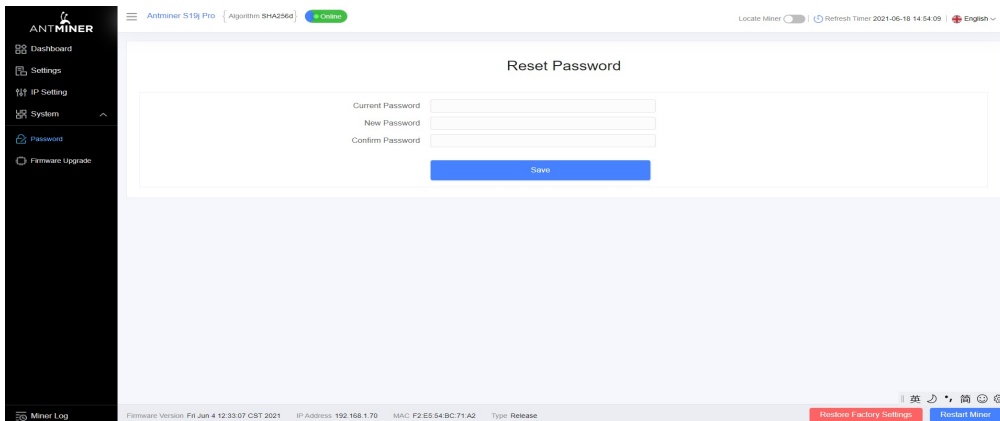 ANTMINER
Antminer S19j Pro { Algorithm SHA256d } Online
Locate Miner | Refresh Timer 2021-06-18 14:54:09 | English
Dashboard
Settings
IP Setting
System
Password
Firmware Upgrade
Reset Password
Current Password
New Password
Confirm Password
Save
英 简
Miner Log
Firmware Version Fri Jun 4 12:33:07 CST 2021 IP Address 192.168.1.70 MAC F2:E5:54:BC:71:A2 Type Release
Restore Factory Settings
Restart Miner